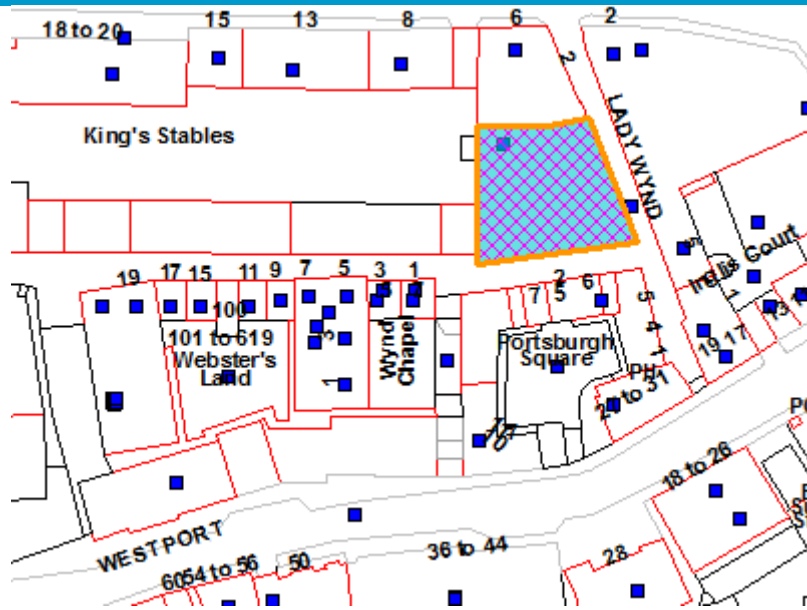 18 to 20
15
13
8
6
2
2
LADY WYND
King's Stables
Inglis Court
5
1
19
17
15
11
9
7
5
3
1
2
7
5
6
5
4
1
100
101 to 619
Webster's
Land
3
1
Wynd
Chapel
Portsburgh
Square
PH
27 to 31
19
17
13
18 to 26
WESTPORT
36 to 44
28
60
54 to 56
50